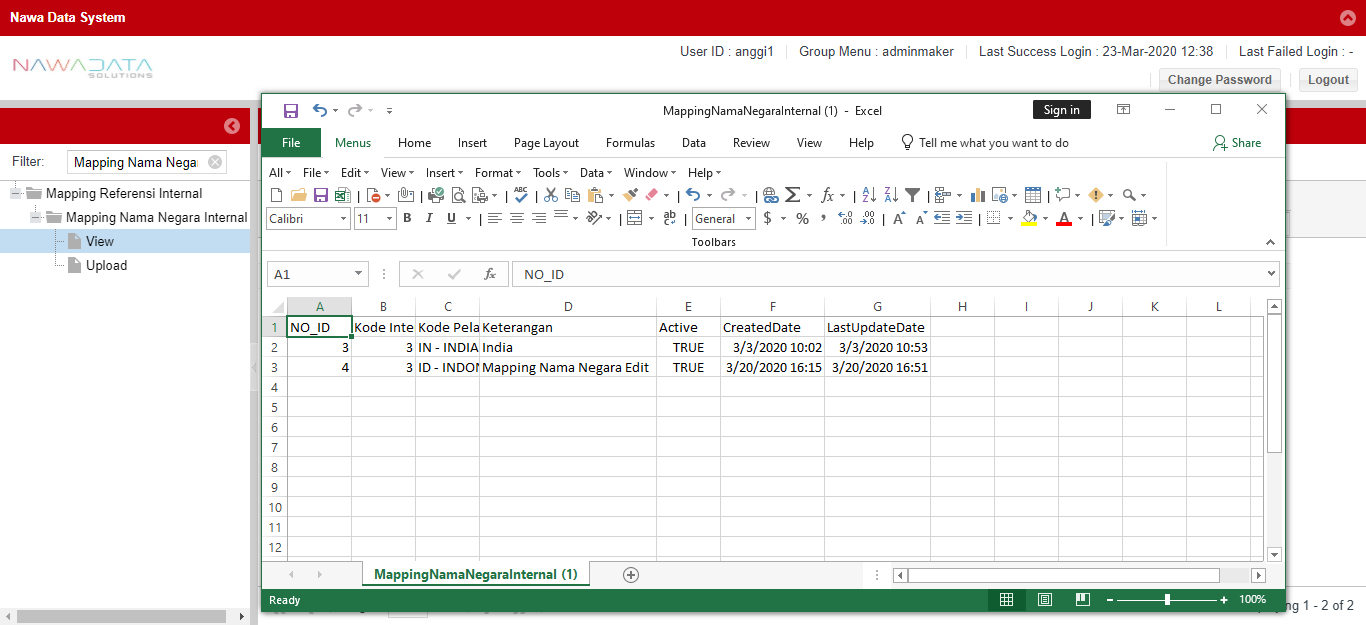 Nawa Data System
NAWADATA
SOLUTIONS
User ID : anggi1
Group Menu : adminmaker
Last Success Login : 23-Mar-2020 12:38
Last Failed Login : -
Change Password
Logout
Filter:
Mapping Nama Nega
Mapping Referensi Internal
Mapping Nama Negara Internal
View
Upload
MappingNamaNegaraInternal (1) - Excel
Sign in
File Menus Home Insert Page Layout Formulas Data Review View Help Tell me what you want to do Share
All File Edit View Insert Format Tools Data Window Help
Calibri 11 B I U General $ % ,
Toolbars
A1 fx NO_ID
A B C D E F G H I J K L
1 NO_ID Kode Inte Kode Pela Keterangan Active CreatedDate LastUpdateDate
2 3 3 IN - INDIA India TRUE 3/3/2020 10:02 3/3/2020 10:53
3 4 3 ID - INDO Mapping Nama Negara Edit TRUE 3/20/2020 16:15 3/20/2020 16:51
4
5
6
7
8
9
10
11
12
MappingNamaNegaraInternal (1)
Ready
100%
ng 1 - 2 of 2